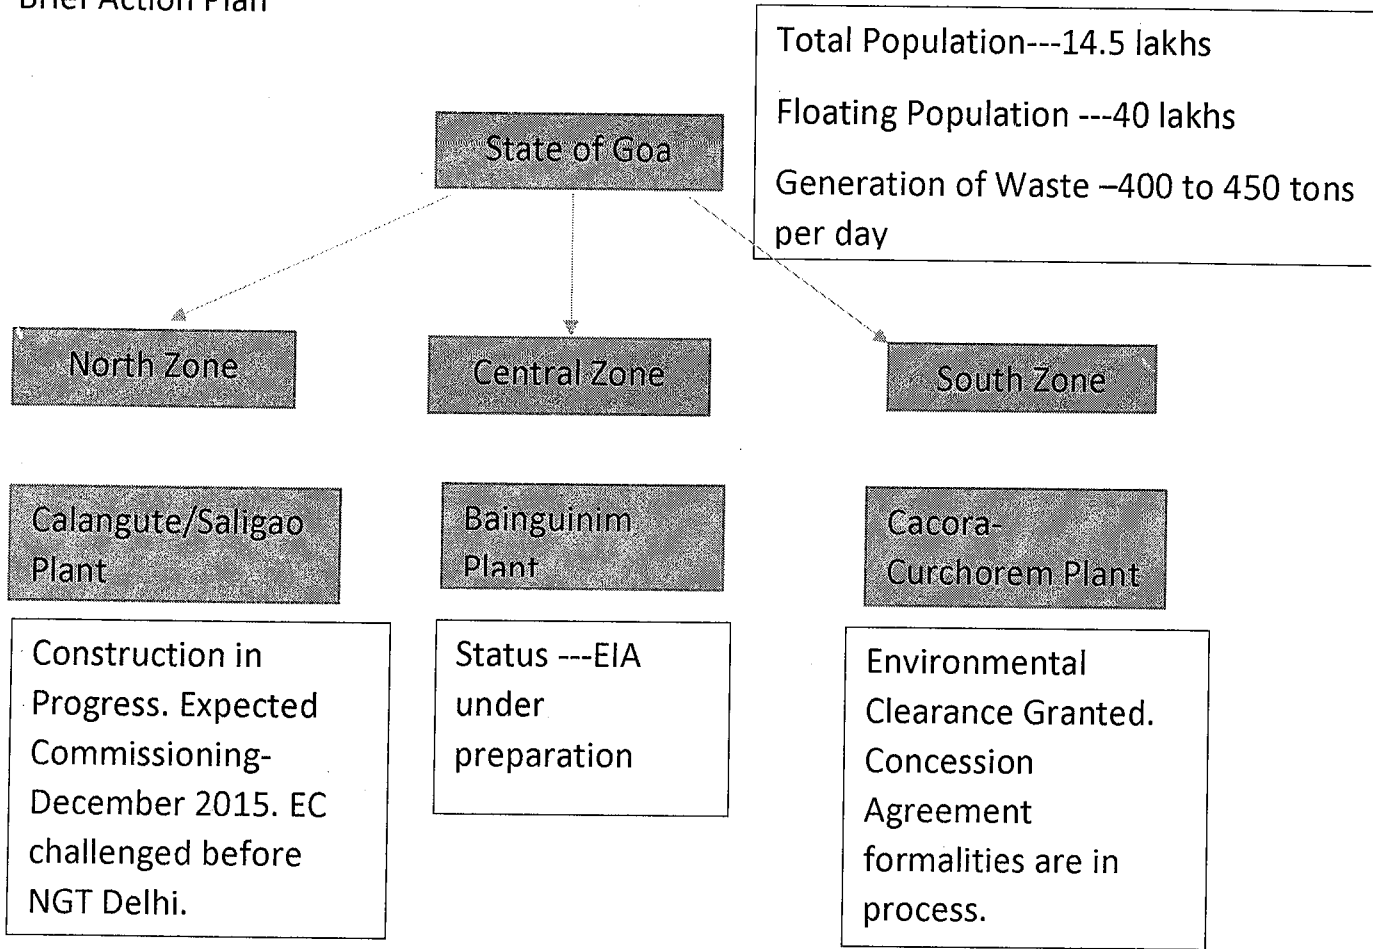 Brief Action Plan
Total Population---14.5 lakhs
Floating Population ---40 lakhs
Generation of Waste –400 to 450 tons
per day
State of Goa
North Zone
Central Zone
South Zone
Calangute/Saligao
Plant
Bainguinim
Plant
Cacora-
Curchorem Plant
Construction in
Progress. Expected
Commissioning-
December 2015. EC
challenged before
NGT Delhi.
Status ---EIA
under
preparation
Environmental
Clearance Granted.
Concession
Agreement
formalities are in
process.